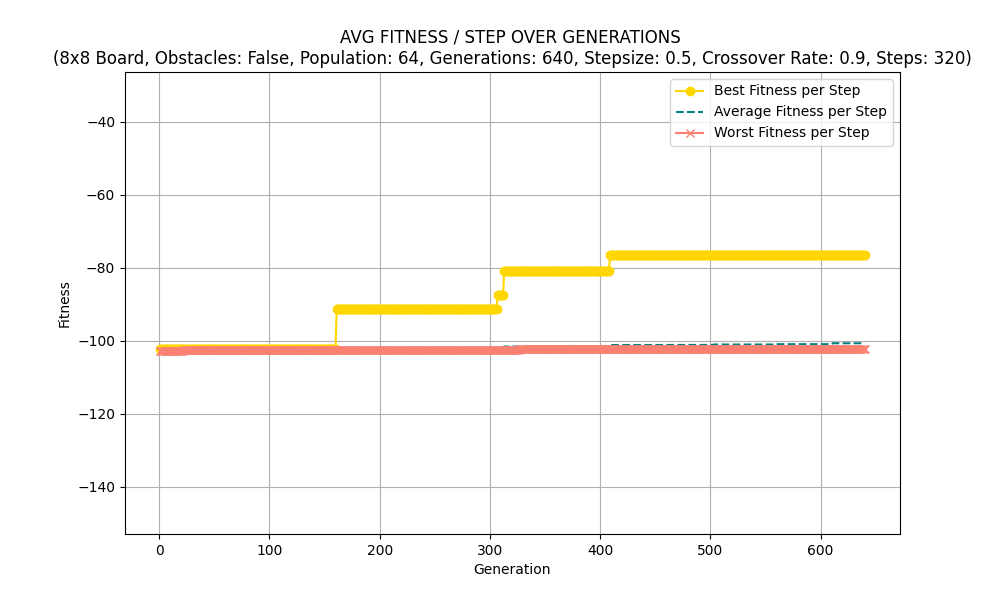 AVG FITNESS / STEP OVER GENERATIONS
(8x8 Board, Obstacles: False, Population: 64, Generations: 640, Stepsize: 0.5, Crossover Rate: 0.9, Steps: 320)
Best Fitness per Step
Average Fitness per Step
Worst Fitness per Step
Fitness
−40
−60
−80
−100
−120
−140
0 100 200 300 400 500 600
Generation